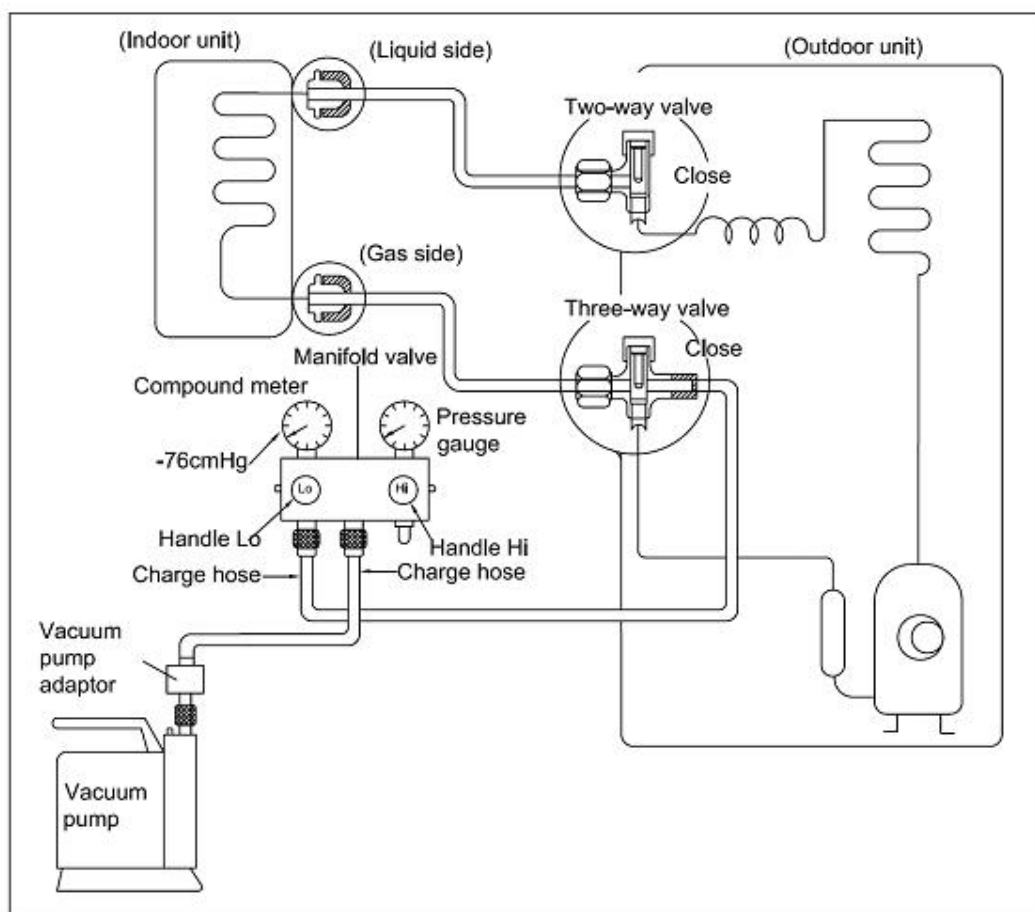 (Indoor unit)
(Liquid side)
(Outdoor unit)
Two-way valve
Close
(Gas side)
Three-way valve
Close
Manifold valve
Compound meter
Pressure
gauge
-76cmHg
Lo
Hi
Handle Lo
Handle Hi
Charge hose
Charge hose
Vacuum
pump
adaptor
Vacuum
pump